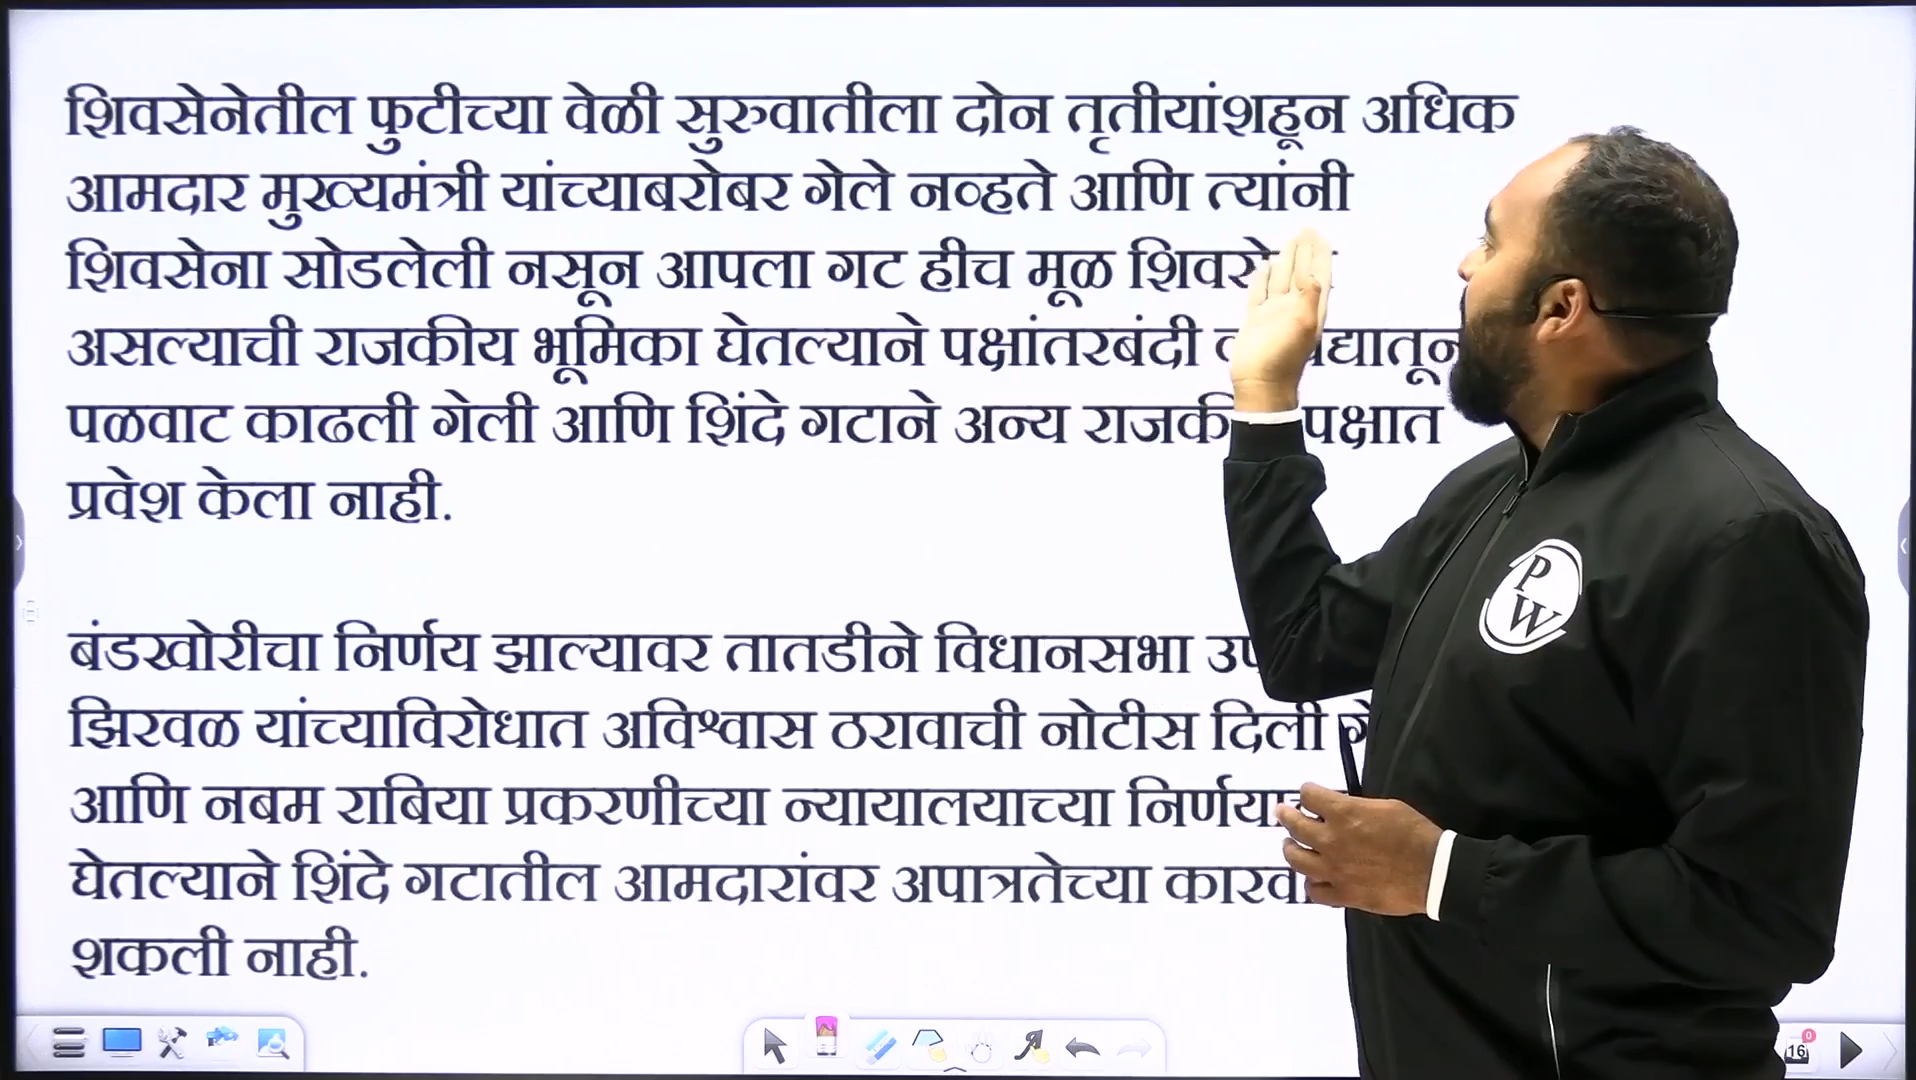 शिवसेनेतील फुटीच्या वेळी सुरुवातीला दोन तृतीयांशहून अधिक
आमदार मुख्यमंत्री यांच्याबरोबर गेले नव्हते आणि त्यांनी
शिवसेना सोडलेली नसून आपला गट हीच मूळ
असल्याची राजकीय भूमिका घेतल्याने पक्षांतरबंदी
पळवाट काढली गेली आणि शिंदे गटाने अन्य पक्षात
प्रवेश केला नाही.
बंडखोरीचा निर्णय झाल्यावर तातडीने विधानसभा
झिरवळ यांच्याविरोधात अविश्वास ठरावाची नोटीस दिली
आणि नबम राबिया प्रकरणीच्या न्यायालयाच्या
घेतल्याने शिंदे गटातील आमदारांवर अपात्रतेच्या
शकली नाही.
PW
16